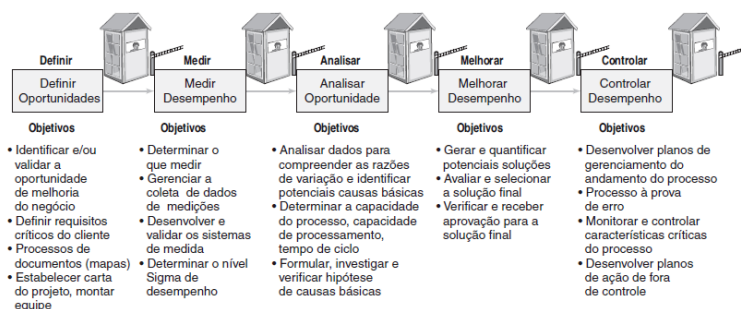 Definir
Medir
Analisar
Melhorar
Controlar
Definir
Oportunidades
Medir
Desempenho
Analisar
Oportunidade
Melhorar
Desempenho
Controlar
Desempenho
Objetivos
• Identificar e/ou
validar a
oportunidade
de melhoria
do negócio
• Definir requisitos
críticos do cliente
• Processos de
documentos (mapas)
• Estabelecer carta
do projeto, montar
equipe
Objetivos
• Determinar o
que medir
• Gerenciar a
coleta de dados
de medições
• Desenvolver e
validar os sistemas
de medida
• Determinar o nível
Sigma de
desempenho
Objetivos
• Analisar dados para
compreender as razões
de variação e identificar
potenciais causas básicas
• Determinar a capacidade
do processo, capacidade
de processamento,
tempo de ciclo
• Formular, investigar e
verificar hipótese
de causas básicas
Objetivos
• Gerar e quantificar
potenciais soluções
• Avaliar e selecionar
a solução final
• Verificar e receber
aprovação para a
solução final
Objetivos
• Desenvolver planos de
gerenciamento do
andamento do processo
• Processo à prova
de erro
• Monitorar e controlar
características críticas
do processo
• Desenvolver planos
de ação de fora
de controle